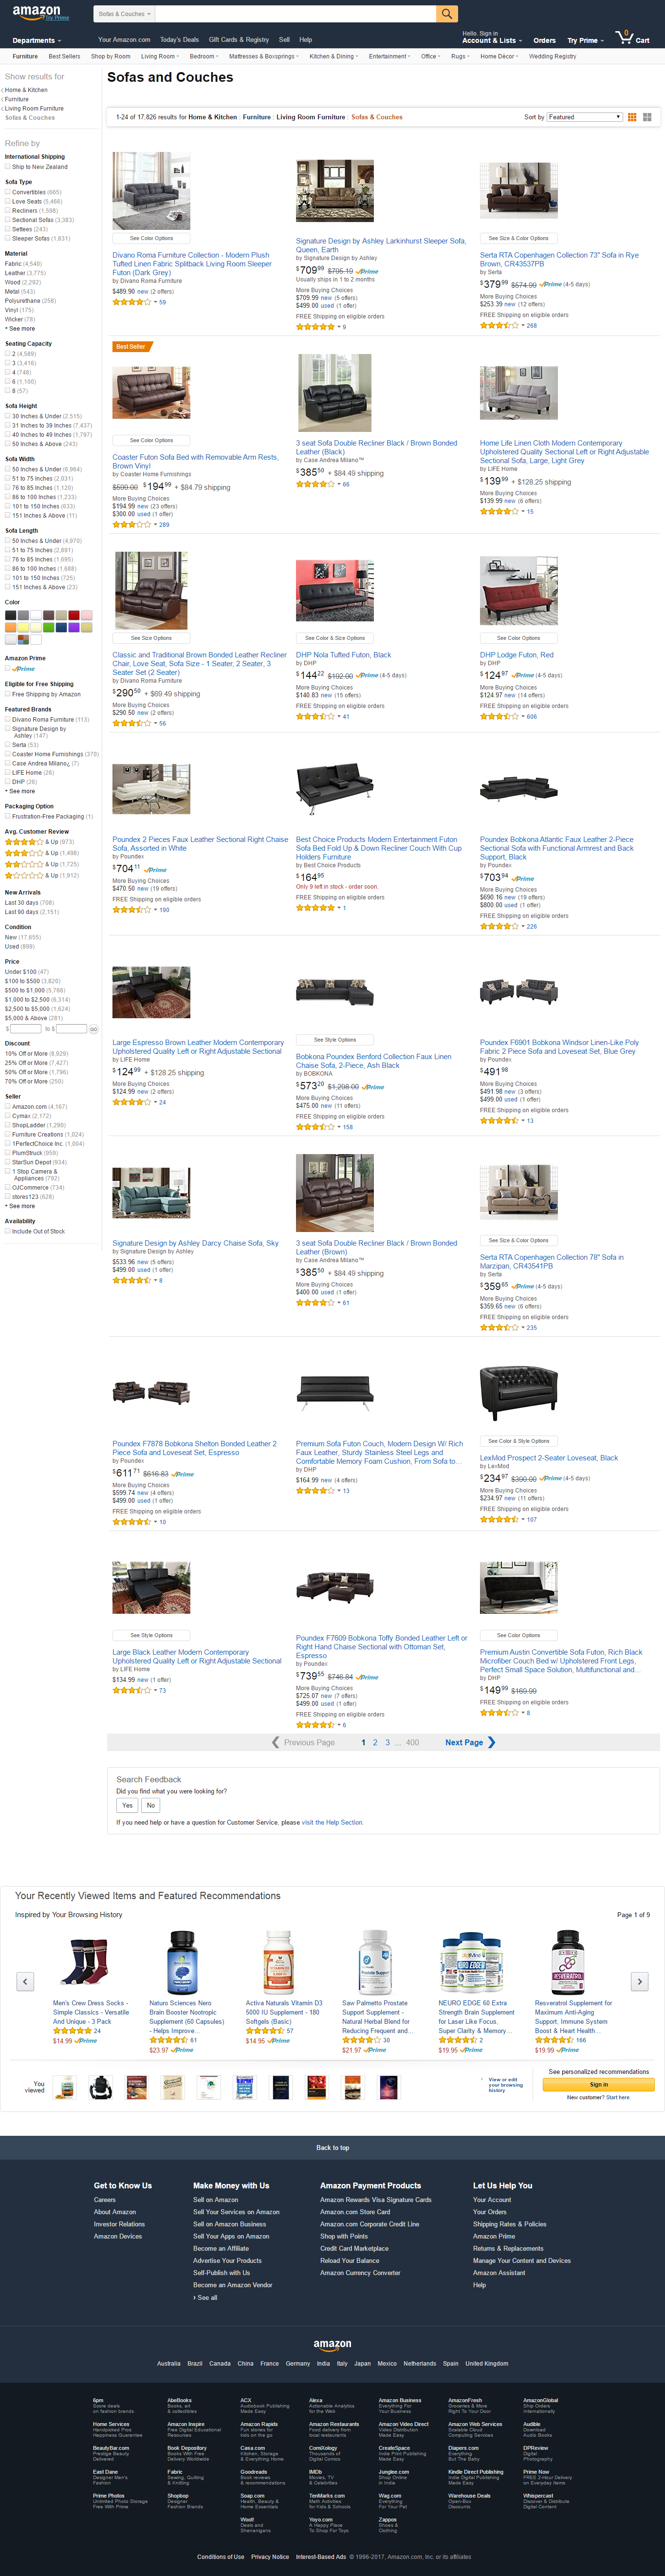 amazon
Try Prime
Sofas & Couches
Departments
Your Amazon.com
Today's Deals
Gift Cards & Registry
Sell
Help
Hello. Sign in
Account & Lists
Orders
Try Prime
0
Cart
Furniture
Best Sellers
Shop by Room
Living Room
Bedroom
Mattresses & Boxsprings
Kitchen & Dining
Entertainment
Office
Rugs
Home Décor
Wedding Registry
Show results for
Home & Kitchen
Furniture
Living Room Furniture
Sofas & Couches
Refine by
International Shipping
Ship to New Zealand
Sofa Type
Convertibles (665)
Love Seats (5,466)
Recliners (1,598)
Sectional Sofas (3,383)
Settees (243)
Sleeper Sofas (1,831)
Material
Fabric (4,540)
Leather (3,775)
Wood (2,292)
Metal (543)
Polyurethane (258)
Vinyl (175)
Wicker (78)
+ See more
Seating Capacity
2 (4,589)
3 (3,416)
4 (748)
6 (1,100)
8 (57)
Sofa Height
30 Inches & Under (2,515)
31 Inches to 39 Inches (7,437)
40 Inches to 49 Inches (1,797)
50 Inches & Above (243)
Sofa Width
50 Inches & Under (6,964)
51 to 75 Inches (2,031)
76 to 85 Inches (1,120)
86 to 100 Inches (1,233)
101 to 150 Inches (633)
151 Inches & Above (11)
Sofa Length
50 Inches & Under (4,970)
51 to 75 Inches (2,691)
76 to 85 Inches (1,695)
86 to 100 Inches (1,688)
101 to 150 Inches (725)
151 Inches & Above (23)
Color
Amazon Prime
Prime
Eligible for Free Shipping
Free Shipping by Amazon
Featured Brands
Divano Roma Furniture (113)
Signature Design by
Ashley (147)
Serta (53)
Coaster Home Furnishings (370)
Case Andrea Milano¿ (7)
LIFE Home (26)
DHP (26)
+ See more
Packaging Option
Frustration-Free Packaging (1)
Avg. Customer Review
& Up (973)
& Up (1,498)
& Up (1,725)
& Up (1,912)
New Arrivals
Last 30 days (708)
Last 90 days (2,151)
Condition
New (17,655)
Used (899)
Price
Under $100 (47)
$100 to $500 (3,820)
$500 to $1,000 (5,786)
$1,000 to $2,500 (6,314)
$2,500 to $5,000 (1,624)
$5,000 & Above (281)
$ to $ GO
Discount
10% Off or More (8,929)
25% Off or More (7,427)
50% Off or More (1,796)
70% Off or More (250)
Seller
Amazon.com (4,167)
Cymax (2,172)
ShopLadder (1,290)
Furniture Creations (1,024)
1PerfectChoice Inc. (1,004)
PlumStruck (959)
StarSun Depot (934)
1 Stop Camera &
Appliances (792)
OJCommerce (734)
stores123 (628)
+ See more
Availability
Include Out of Stock
Sofas and Couches
1-24 of 17,826 results for Home & Kitchen : Furniture : Living Room Furniture : Sofas & Couches
Sort by Featured
See Color Options
Divano Roma Furniture Collection - Modern Plush
Tufted Linen Fabric Splitback Living Room Sleeper
Futon (Dark Grey)
by Divano Roma Furniture
$489.90 new (2 offers)
59
Signature Design by Ashley Larkinhurst Sleeper Sofa,
Queen, Earth
by Signature Design by Ashley
$709.99 $795.19 Prime
Usually ships in 1 to 2 months
More Buying Choices
$709.99 new (5 offers)
$499.00 used (1 offer)
FREE Shipping on eligible orders
9
See Size & Color Options
Serta RTA Copenhagen Collection 73" Sofa in Rye
Brown, CR43537PB
by Serta
$379.99 $574.99 Prime (4-5 days)
More Buying Choices
$253.39 new (12 offers)
FREE Shipping on eligible orders
268
Best Seller
See Color Options
Coaster Futon Sofa Bed with Removable Arm Rests,
Brown Vinyl
by Coaster Home Furnishings
$599.00 $194.99 + $84.79 shipping
More Buying Choices
$194.99 new (23 offers)
$300.00 used (1 offer)
289
3 seat Sofa Double Recliner Black / Brown Bonded
Leather (Black)
by Case Andrea Milano™
$385.50 + $84.49 shipping
66
Home Life Linen Cloth Modern Contemporary
Upholstered Quality Sectional Left or Right Adjustable
Sectional Sofa, Large, Light Grey
by LIFE Home
$139.99 + $128.25 shipping
More Buying Choices
$139.99 new (6 offers)
15
See Size Options
Classic and Traditional Brown Bonded Leather Recliner
Chair, Love Seat, Sofa Size - 1 Seater, 2 Seater, 3
Seater Set (2 Seater)
by Divano Roma Furniture
$290.50 + $69.49 shipping
More Buying Choices
$290.50 new (2 offers)
56
See Color & Size Options
DHP Nola Tufted Futon, Black
by DHP
$144.22 $192.00 Prime (4-5 days)
More Buying Choices
$140.83 new (15 offers)
FREE Shipping on eligible orders
41
See Color Options
DHP Lodge Futon, Red
by DHP
$124.97 Prime (4-5 days)
More Buying Choices
$124.97 new (14 offers)
FREE Shipping on eligible orders
606
Poundex 2 Pieces Faux Leather Sectional Right Chaise
Sofa, Assorted in White
by Poundex
$704.11 Prime
More Buying Choices
$470.50 new (19 offers)
FREE Shipping on eligible orders
190
Best Choice Products Modern Entertainment Futon
Sofa Bed Fold Up & Down Recliner Couch With Cup
Holders Furniture
by Best Choice Products
$164.95
Only 9 left in stock - order soon.
FREE Shipping on eligible orders
1
Poundex Bobkona Atlantic Faux Leather 2-Piece
Sectional Sofa with Functional Armrest and Back
Support, Black
by Poundex
$703.94 Prime
More Buying Choices
$690.16 new (19 offers)
$800.00 used (1 offer)
FREE Shipping on eligible orders
226
Large Espresso Brown Leather Modern Contemporary
Upholstered Quality Left or Right Adjustable Sectional
by LIFE Home
$124.99 + $128.25 shipping
More Buying Choices
$124.99 new (2 offers)
24
See Style Options
Bobkona Poundex Benford Collection Faux Linen
Chaise Sofa, 2-Piece, Ash Black
by BOBKONA
$573.20 $1,298.00 Prime
More Buying Choices
$475.00 new (11 offers)
FREE Shipping on eligible orders
158
Poundex F6901 Bobkona Windsor Linen-Like Poly
Fabric 2 Piece Sofa and Loveseat Set, Blue Grey
by Poundex
$491.98
More Buying Choices
$491.98 new (3 offers)
$499.00 used (1 offer)
FREE Shipping on eligible orders
13
Signature Design by Ashley Darcy Chaise Sofa, Sky
by Signature Design by Ashley
$533.96 new (5 offers)
$499.00 used (1 offer)
8
3 seat Sofa Double Recliner Black / Brown Bonded
Leather (Brown)
by Case Andrea Milano™
$385.50 + $84.49 shipping
More Buying Choices
$400.00 used (1 offer)
61
See Size & Color Options
Serta RTA Copenhagen Collection 78" Sofa in
Marzipan, CR43541PB
by Serta
$359.65 Prime (4-5 days)
More Buying Choices
$359.65 new (6 offers)
FREE Shipping on eligible orders
235
Poundex F7878 Bobkona Shelton Bonded Leather 2
Piece Sofa and Loveseat Set, Espresso
by Poundex
$611.71 $616.83 Prime
More Buying Choices
$599.74 new (4 offers)
$499.00 used (1 offer)
FREE Shipping on eligible orders
10
Premium Sofa Futon Couch, Modern Design W/ Rich
Faux Leather, Sturdy Stainless Steel Legs and
Comfortable Memory Foam Cushion, From Sofa to...
by DHP
$164.99 new (4 offers)
13
See Color & Style Options
LexMod Prospect 2-Seater Loveseat, Black
by LexMod
$234.97 $390.00 Prime (4-5 days)
More Buying Choices
$234.97 new (11 offers)
FREE Shipping on eligible orders
107
See Style Options
Large Black Leather Modern Contemporary
Upholstered Quality Left or Right Adjustable Sectional
by LIFE Home
$134.99 new (1 offer)
73
Poundex F7609 Bobkona Toffy Bonded Leather Left or
Right Hand Chaise Sectional with Ottoman Set,
Espresso
by Poundex
$739.55 $746.84 Prime
More Buying Choices
$725.07 new (7 offers)
$499.00 used (1 offer)
FREE Shipping on eligible orders
6
See Color Options
Premium Austin Convertible Sofa Futon, Rich Black
Microfiber Couch Bed w/ Upholstered Front Legs,
Perfect Small Space Solution, Multifunctional and...
by DHP
$149.99 $169.99
FREE Shipping on eligible orders
8
Previous Page 1 2 3 ... 400 Next Page
Search Feedback
Did you find what you were looking for?
Yes No
If you need help or have a question for Customer Service, please visit the Help Section.
Your Recently Viewed Items and Featured Recommendations
Inspired by Your Browsing History
Page 1 of 9
Men's Crew Dress Socks -
Simple Classics - Versatile
And Unique - 3 Pack
24
$14.99 Prime
Naturo Sciences Nero
Brain Booster Nootropic
Supplement (60 Capsules)
- Helps Improve...
61
$23.97 Prime
Activa Naturals Vitamin D3
5000 IU Supplement - 180
Softgels (Basic)
57
$14.95 Prime
Saw Palmetto Prostate
Support Supplement -
Natural Herbal Blend for
Reducing Frequent and...
30
$21.97 Prime
NEURO EDGE 60 Extra
Strength Brain Supplement
for Laser Like Focus,
Super Clarity & Memory...
2
$19.95 Prime
RESVERATROL
Resveratrol Supplement for
Maximum Anti-Aging
Support, Immune System
Boost & Heart Health...
166
$19.99 Prime
You
viewed
View or edit
your browsing
history
See personalized recommendations
Sign in
New customer? Start here.
Back to top
Get to Know Us
Careers
About Amazon
Investor Relations
Amazon Devices
Make Money with Us
Sell on Amazon
Sell Your Services on Amazon
Sell on Amazon Business
Sell Your Apps on Amazon
Become an Affiliate
Advertise Your Products
Self-Publish with Us
Become an Amazon Vendor
› See all
Amazon Payment Products
Amazon Rewards Visa Signature Cards
Amazon.com Store Card
Amazon.com Corporate Credit Line
Shop with Points
Credit Card Marketplace
Reload Your Balance
Amazon Currency Converter
Let Us Help You
Your Account
Your Orders
Shipping Rates & Policies
Amazon Prime
Returns & Replacements
Manage Your Content and Devices
Amazon Assistant
Help
amazon
Australia Brazil Canada China France Germany India Italy Japan Mexico Netherlands Spain United Kingdom
6pm
Score deals
on fashion brands
AbeBooks
Books, art
& collectibles
ACX
Audiobook Publishing
Made Easy
Alexa
Actionable Analytics
for the Web
Amazon Business
Everything For
Your Business
AmazonFresh
Groceries & More
Right To Your Door
AmazonGlobal
Ship Orders
Internationally
Home Services
Handpicked Pros
Happiness Guarantee
Amazon Inspire
Free Digital Educational
Resources
Amazon Rapids
Fun stories for
kids on the go
Amazon Restaurants
Food delivery from
local restaurants
Amazon Video Direct
Video Distribution
Made Easy
Amazon Web Services
Scalable Cloud
Computing Services
Audible
Download
Audio Books
BeautyBar.com
Prestige Beauty
Delivered
Book Depository
Books With Free
Delivery Worldwide
Casa.com
Kitchen, Storage
& Everything Home
ComiXology
Thousands of
Digital Comics
CreateSpace
Indie Print Publishing
Made Easy
Diapers.com
Everything
But The Baby
DPReview
Digital
Photography
East Dane
Designer Men's
Fashion
Fabric
Sewing, Quilting
& Knitting
Goodreads
Book reviews
& recommendations
IMDb
Movies, TV
& Celebrities
Junglee.com
Shop Online
in India
Kindle Direct Publishing
Indie Digital Publishing
Made Easy
Prime Now
FREE 2-Hour Delivery
on Everyday Items
Prime Photos
Unlimited Photo Storage
Free With Prime
Shopbop
Designer
Fashion Brands
Soap.com
Health, Beauty &
Home Essentials
TenMarks.com
Math Activities
for Kids & Schools
Wag.com
Everything
For Your Pet
Warehouse Deals
Open-Box
Discounts
Whispercast
Discover & Distribute
Digital Content
Woot!
Deals and
Shenanigans
Yoyo.com
A Happy Place
To Shop For Toys
Zappos
Shoes &
Clothing
Conditions of Use Privacy Notice Interest-Based Ads © 1996-2017, Amazon.com, Inc. or its affiliates